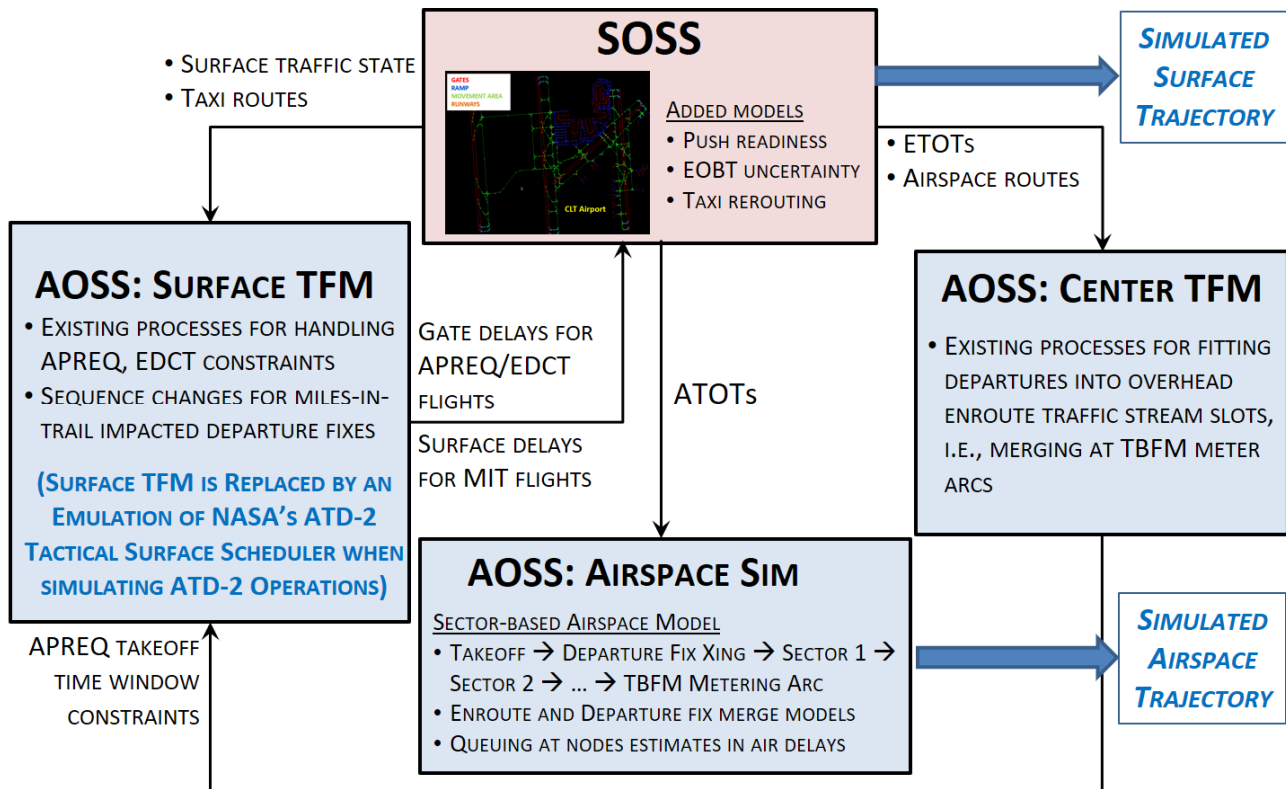 SOSS
GATES
RAMP
MOVEMENT AREA
RUNWAYS
CLT Airport
ADDED MODELS
• PUSH READINESS
• EOBT UNCERTAINTY
• TAXI REROUTING
SIMULATED
SURFACE
TRAJECTORY
• SURFACE TRAFFIC STATE
• TAXI ROUTES
• ETOTS
• AIRSPACE ROUTES
AOSS: SURFACE TFM
• EXISTING PROCESSES FOR HANDLING
APREQ, EDCT CONSTRAINTS
• SEQUENCE CHANGES FOR MILES-IN-
TRAIL IMPACTED DEPARTURE FIXES
(SURFACE TFM IS REPLACED BY AN
EMULATION OF NASA'S ATD-2
TACTICAL SURFACE SCHEDULER WHEN
SIMULATING ATD-2 OPERATIONS)
GATE DELAYS FOR
APREQ/EDCT
FLIGHTS
SURFACE DELAYS
FOR MIT FLIGHTS
ATOTS
AOSS: CENTER TFM
• EXISTING PROCESSES FOR FITTING
DEPARTURES INTO OVERHEAD
ENROUTE TRAFFIC STREAM SLOTS,
I.E., MERGING AT TBFM METER
ARCS
APREQ TAKEOFF
TIME WINDOW
CONSTRAINTS
AOSS: AIRSPACE SIM
SECTOR-BASED AIRSPACE MODEL
• TAKEOFF → DEPARTURE FIX XING → SECTOR 1 →
SECTOR 2 → ... → TBFM METERING ARC
• ENROUTE AND DEPARTURE FIX MERGE MODELS
• QUEUING AT NODES ESTIMATES IN AIR DELAYS
SIMULATED
AIRSPACE
TRAJECTORY